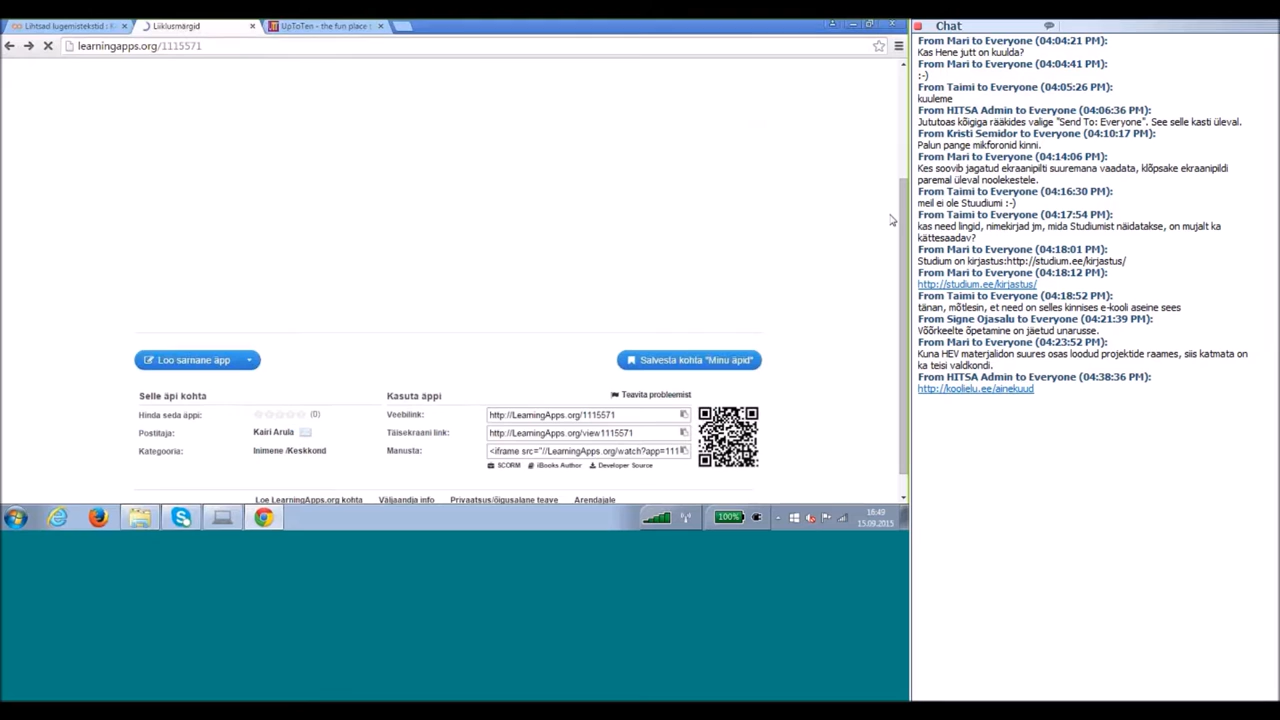 Lihtsad lugemistekstid : K
Liiklusmärgid
UpToTen - the fun place
learningapps.org/1115571
Loo sarnane äpp
Salvesta kohta "Minu äpid"
Selle äpi kohta
Kasuta äppi
Teavita probleemist
Hinda seda äppi:
(0)
Veebilink:
http://LearningApps.org/1115571
Postitaja:
Kairi Arula
Täisekraani link:
http://LearningApps.org/view1115571
Kategooria:
Inimene /Keskkond
Manusta:
<iframe src="//LearningApps.org/watch?app=111
SCORM
iBooks Author
Developer Source
Loe LearningApps.org kohta
Väljaandja info
Privaatsus/õigusalane teave
Arendajale
100%
18:49
15.09.2015
Chat
From Mari to Everyone (04:04:21 PM):
Kas Hene jutt on kuulda?
From Mari to Everyone (04:04:41 PM):
:-)
From Taimi to Everyone (04:05:26 PM):
kuuleme
From HITSA Admin to Everyone (04:06:36 PM):
Jututoas kõigiga rääkides valige "Send To: Everyone". See selle kasti üleval.
From Kristi Semidor to Everyone (04:10:17 PM):
Palun pange mikforonid kinni.
From Mari to Everyone (04:14:06 PM):
Kes soovib jagatud ekraanipilti suuremana vaadata, klõpsake ekraanipildi
paremal üleval noolekestele.
From Taimi to Everyone (04:16:30 PM):
meil ei ole Stuudiumi :-)
From Taimi to Everyone (04:17:54 PM):
kas need lingid, nimekirjad jm, mida Studiumist näidatakse, on mujalt ka
kättesaadav?
From Mari to Everyone (04:18:01 PM):
Studium on kirjastus:http://studium.ee/kirjastus/
From Mari to Everyone (04:18:12 PM):
http://studium.ee/kirjastus/
From Taimi to Everyone (04:18:52 PM):
tänan, mõtlesin, et need on selles kinnises e-kooli aseine sees
From Signe Ojasalu to Everyone (04:21:39 PM):
Võõrkeelte õpetamine on jäetud unarusse.
From Mari to Everyone (04:23:52 PM):
Kuna HEV materjalidon suures osas loodud projektide raames, siis katmata on
ka teisi valdkondi.
From HITSA Admin to Everyone (04:38:36 PM):
http://koolielu.ee/ainekuud